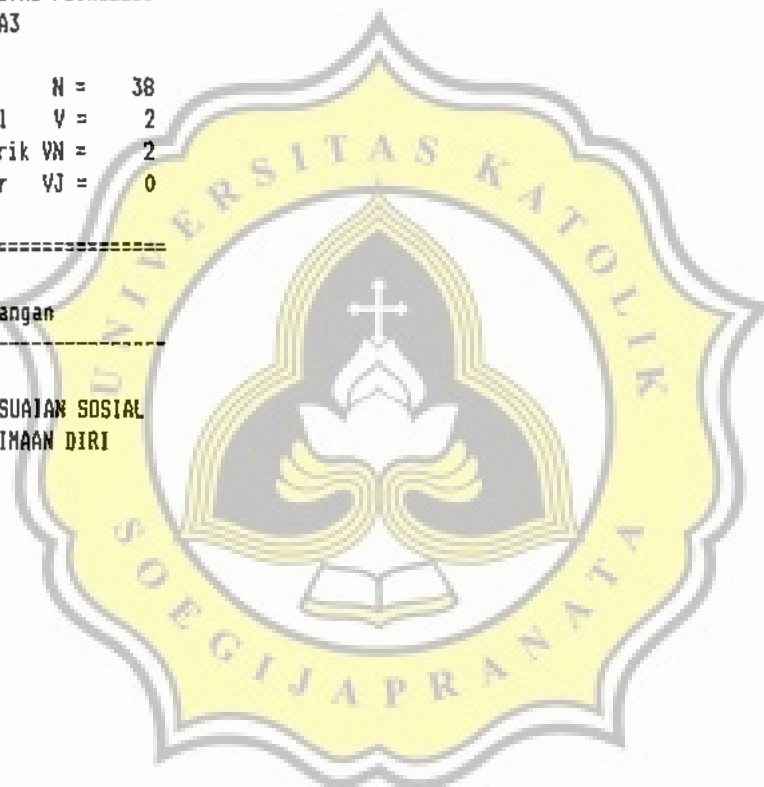 A3
N = 38
l V = 2
rik VN = 2
r VJ = 0
================
angan
-----------------
SUAIAN SOSIAL
IMAAN DIRI
UNIVERSITAS KATOLIK
SOEGIJAPRANATA